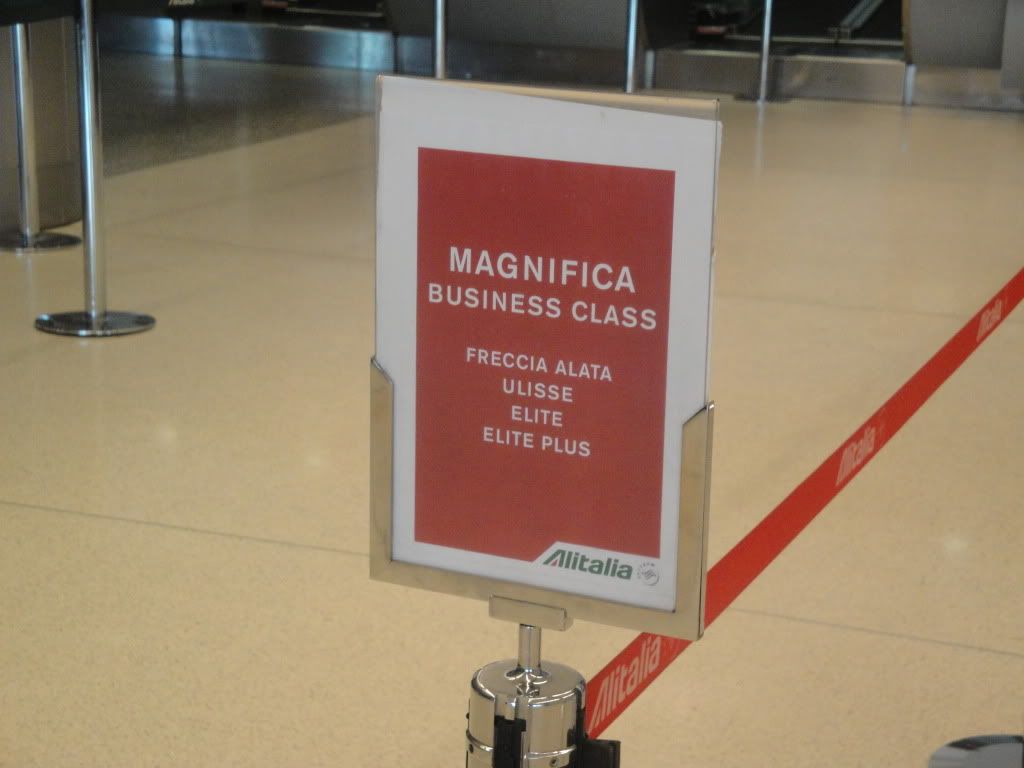 MAGNIFICA
BUSINESS CLASS
FRECCIA ALATA
ULISSE
ELITE
ELITE PLUS
Alitalia
Alitalia
Alitalia
Alitalia